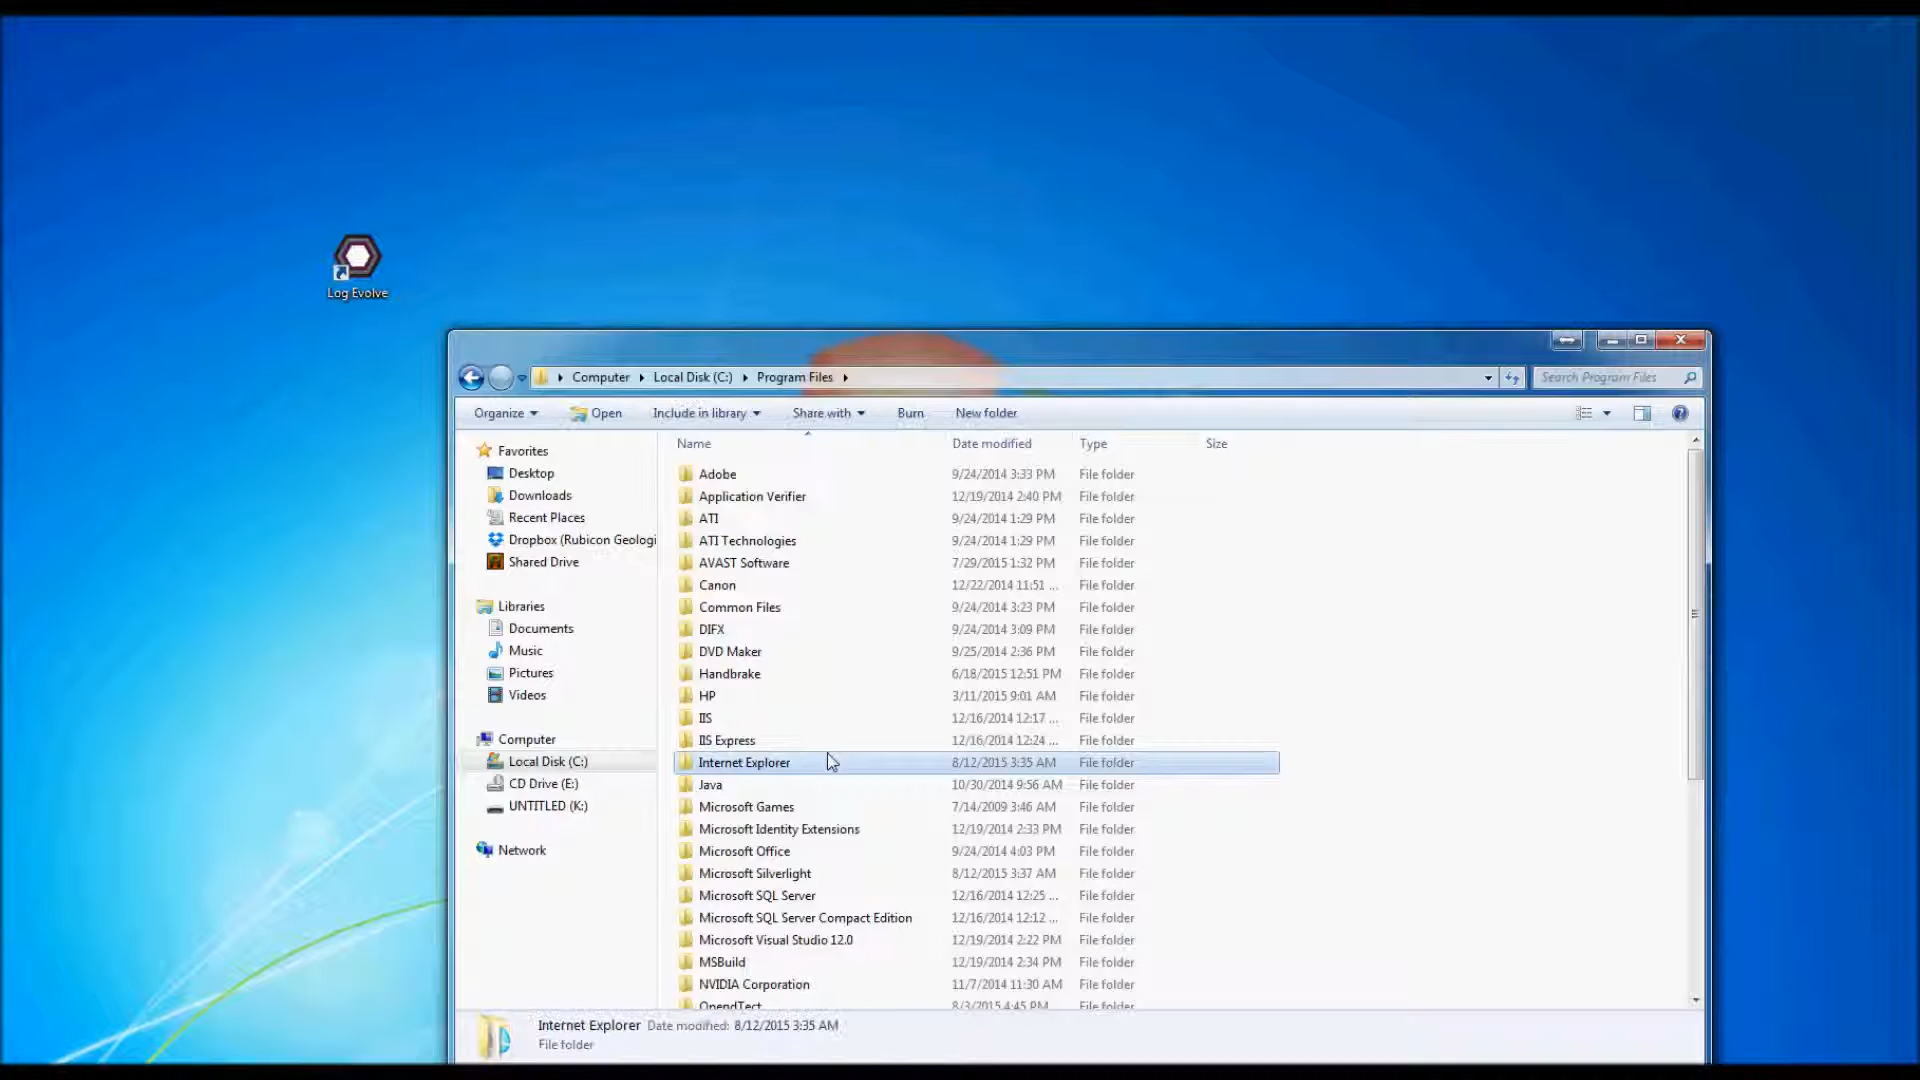 Log Evolve
Computer Local Disk (C:) Program Files
Search Program Files
Organize Open Include in library Share with Burn New folder
Favorites
Desktop
Downloads
Recent Places
Dropbox (Rubicon Geologi
Shared Drive
Libraries
Documents
Music
Pictures
Videos
Computer
Local Disk (C:)
CD Drive (E:)
UNTITLED (K:)
Network
Name Date modified Type Size
Adobe 9/24/2014 3:33 PM File folder
Application Verifier 12/19/2014 2:40 PM File folder
ATI 9/24/2014 1:29 PM File folder
ATI Technologies 9/24/2014 1:29 PM File folder
AVAST Software 7/29/2015 1:32 PM File folder
Canon 12/22/2014 11:51 ... File folder
Common Files 9/24/2014 3:23 PM File folder
DIFX 9/24/2014 3:09 PM File folder
DVD Maker 9/25/2014 2:36 PM File folder
Handbrake 6/18/2015 12:51 PM File folder
HP 3/11/2015 9:01 AM File folder
IIS 12/16/2014 12:17 ... File folder
IIS Express 12/16/2014 12:24 ... File folder
Internet Explorer 8/12/2015 3:35 AM File folder
Java 10/30/2014 9:56 AM File folder
Microsoft Games 7/14/2009 3:46 AM File folder
Microsoft Identity Extensions 12/19/2014 2:33 PM File folder
Microsoft Office 9/24/2014 4:03 PM File folder
Microsoft Silverlight 8/12/2015 3:37 AM File folder
Microsoft SQL Server 12/16/2014 12:25 ... File folder
Microsoft SQL Server Compact Edition 12/16/2014 12:12 ... File folder
Microsoft Visual Studio 12.0 12/19/2014 2:22 PM File folder
MSBuild 12/19/2014 2:34 PM File folder
NVIDIA Corporation 11/7/2014 11:30 AM File folder
OpendTect 8/3/2015 4:45 PM File folder
Internet Explorer Date modified: 8/12/2015 3:35 AM
File folder